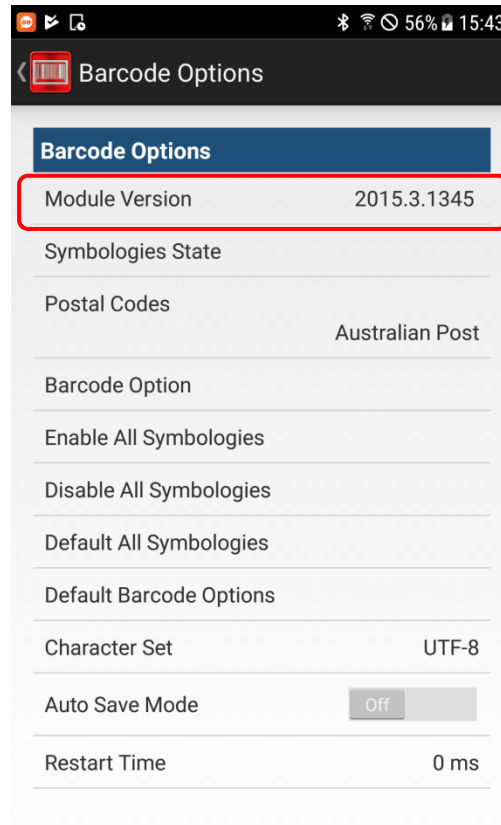 56% 15:43
Barcode Options
Barcode Options
Module Version 2015.3.1345
Symbologies State
Postal Codes
Australian Post
Barcode Option
Enable All Symbologies
Disable All Symbologies
Default All Symbologies
Default Barcode Options
Character Set UTF-8
Auto Save Mode Off
Restart Time 0 ms